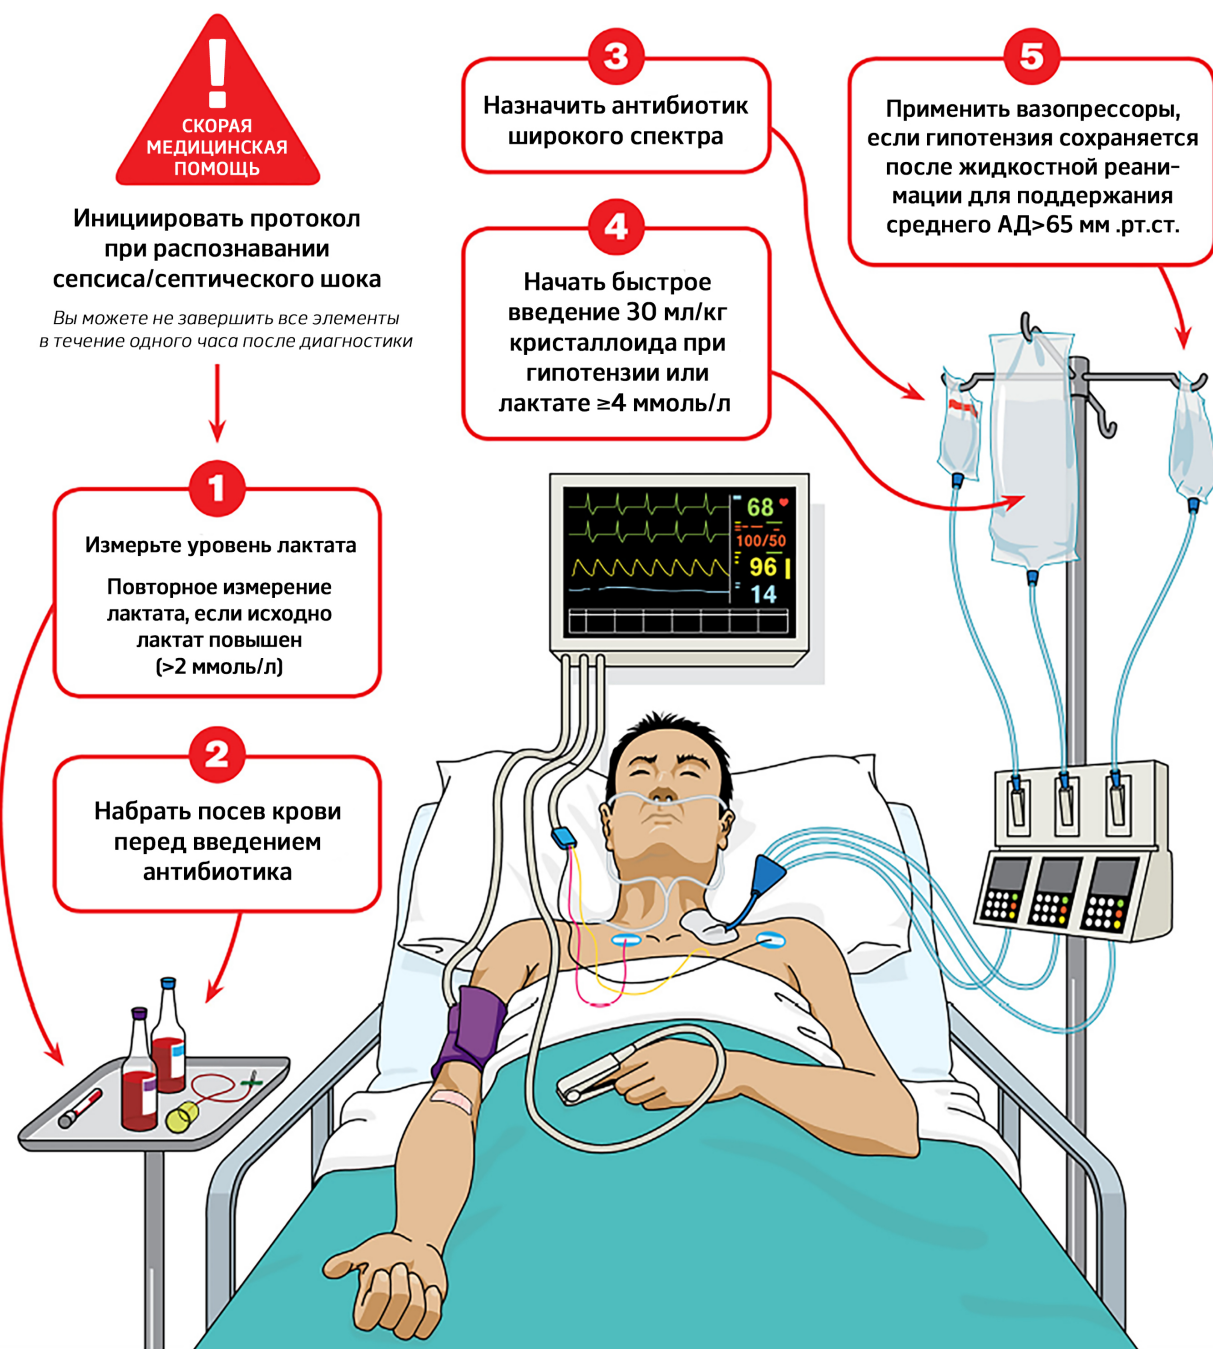 !
СКОРАЯ
МЕДИЦИНСКАЯ
ПОМОЩЬ
Инициировать протокол
при распознавании
сепсиса/септического шока
Вы можете не завершить все элементы
в течение одного часа после диагностики
1
Измерьте уровень лактата
Повторное измерение
лактата, если исходно
лактат повышен
(>2 ммоль/л)
2
Набрать посев крови
перед введением
антибиотика
3
Назначить антибиотик
широкого спектра
4
Начать быстрое
введение 30 мл/кг
кристаллоида при
гипотензии или
лактате ≥4 ммоль/л
5
Применить вазопрессоры,
если гипотензия сохраняется
после жидкостной реани-
мации для поддержания
среднего АД>65 мм .рт.ст.
68
100/50
96
14